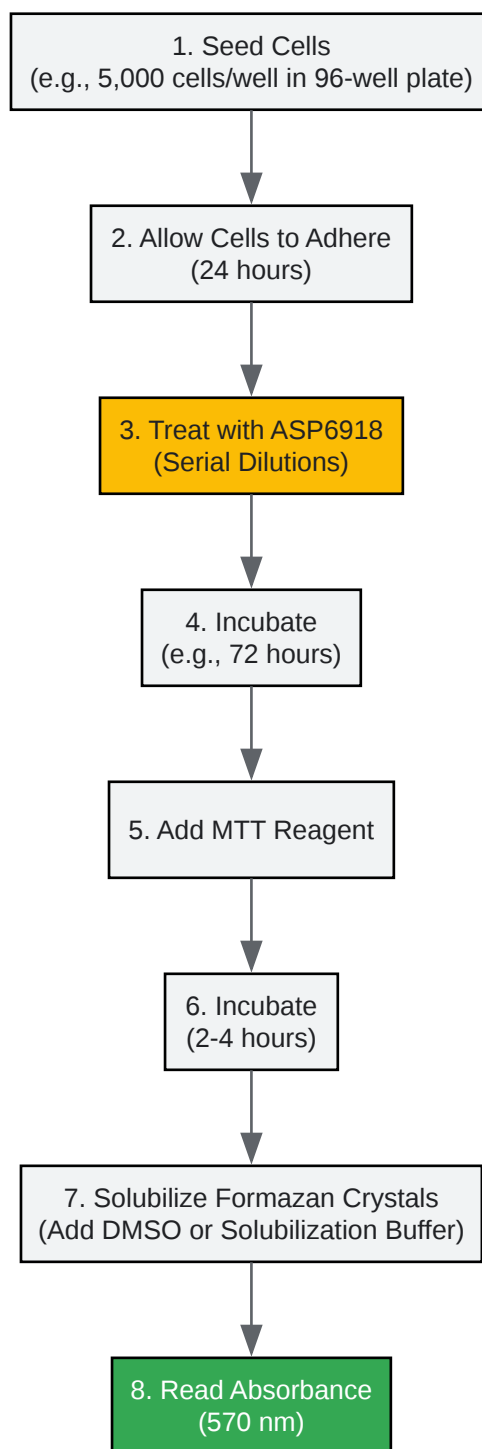 1. Seed Cells
(e.g., 5,000 cells/well in 96-well plate)
2. Allow Cells to Adhere
(24 hours)
3. Treat with ASP6918
(Serial Dilutions)
4. Incubate
(e.g., 72 hours)
5. Add MTT Reagent
6. Incubate
(2-4 hours)
7. Solubilize Formazan Crystals
(Add DMSO or Solubilization Buffer)
8. Read Absorbance
(570 nm)